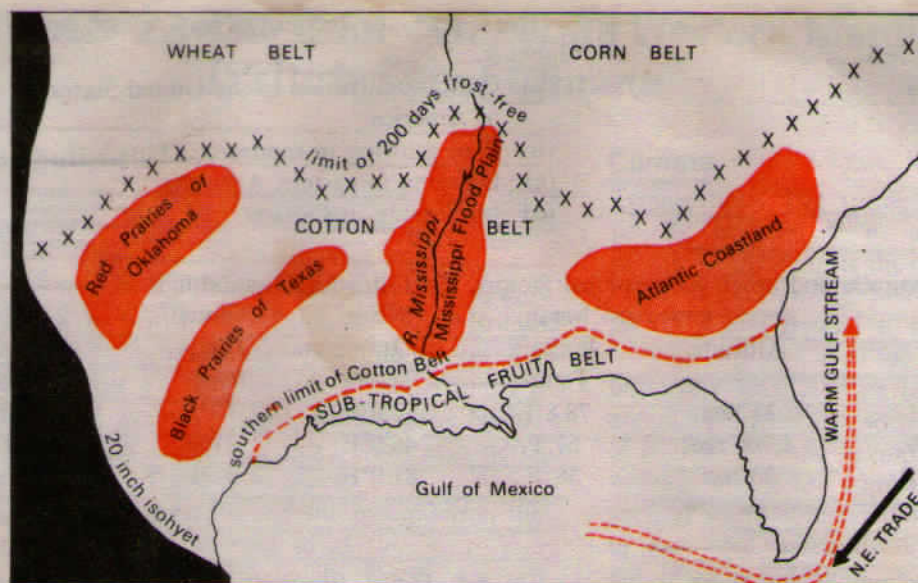 WHEAT BELT
CORN BELT
limit of 200 days frost-free
COTTON BELT
Red Prairies of
Oklahoma
Black Prairies of Texas
R. Mississippi
Mississippi Flood Plain
Atlantic Coastland
southern limit of Cotton Belt
SUB-TROPICAL FRUIT BELT
20 inch isohyet
Gulf of Mexico
WARM GULF STREAM
N.E. TRADE